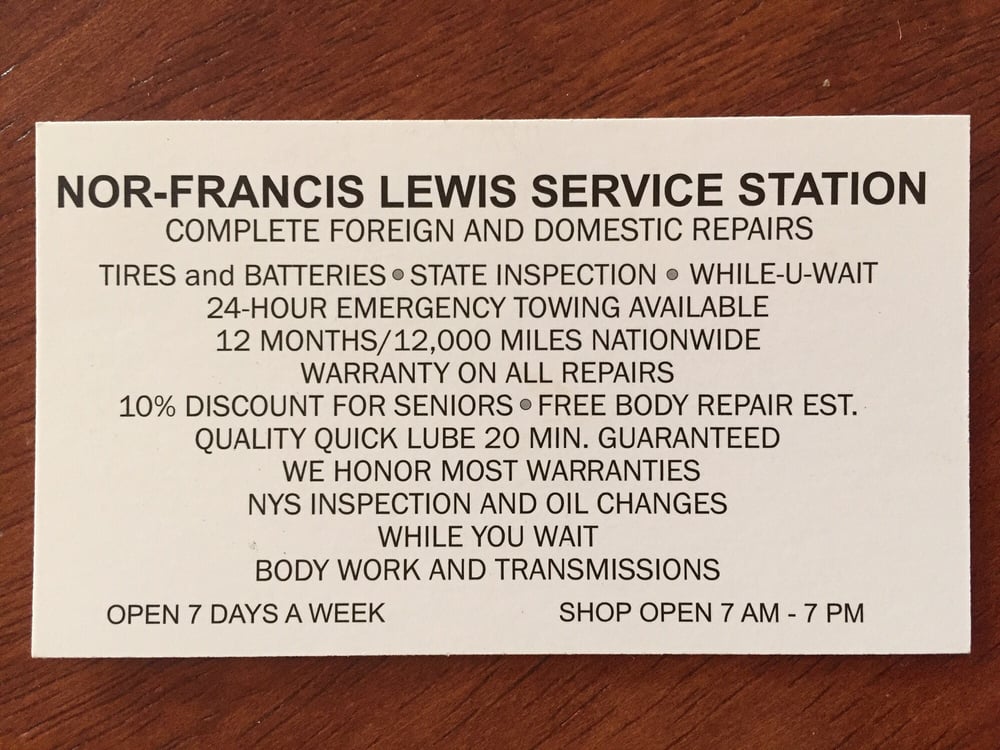 NOR-FRANCIS LEWIS SERVICE STATION
COMPLETE FOREIGN AND DOMESTIC REPAIRS
TIRES and BATTERIES • STATE INSPECTION • WHILE-U-WAIT
24-HOUR EMERGENCY TOWING AVAILABLE
12 MONTHS/12,000 MILES NATIONWIDE
WARRANTY ON ALL REPAIRS
10% DISCOUNT FOR SENIORS • FREE BODY REPAIR EST.
QUALITY QUICK LUBE 20 MIN. GUARANTEED
WE HONOR MOST WARRANTIES
NYS INSPECTION AND OIL CHANGES
WHILE YOU WAIT
BODY WORK AND TRANSMISSIONS
OPEN 7 DAYS A WEEK SHOP OPEN 7 AM - 7 PM